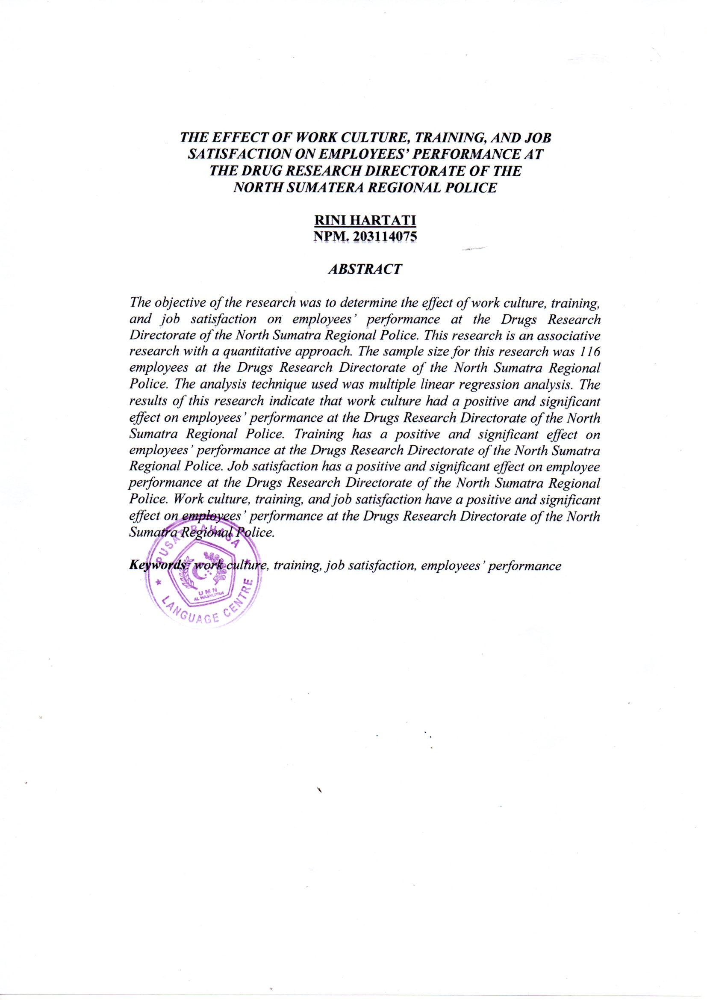 THE EFFECT OF WORK CULTURE, TRAINING, AND JOB
SATISFACTION ON EMPLOYEES’ PERFORMANCE AT
THE DRUG RESEARCH DIRECTORATE OF THE
NORTH SUMATERA REGIONAL POLICE
RINI HARTATI
NPM. 203114075
ABSTRACT
The objective of the research was to determine the effect of work culture, training,
and job satisfaction on employees’ performance at the Drugs Research
Directorate of the North Sumatra Regional Police. This research is an associative
research with a quantitative approach. The sample size for this research was 116
employees at the Drugs Research Directorate of the North Sumatra Regional
Police. The analysis technique used was multiple linear regression analysis. The
results of this research indicate that work culture had a positive and significant
effect on employees’ performance at the Drugs Research Directorate of the North
Sumatra Regional Police. Training has a positive and significant effect on
employees’ performance at the Drugs Research Directorate of the North Sumatra
Regional Police. Job satisfaction has a positive and significant effect on employee
performance at the Drugs Research Directorate of the North Sumatra Regional
Police. Work culture, training, and job satisfaction have a positive and significant
effect on employees’ performance at the Drugs Research Directorate of the North
Sumatra Regional Police.
Keywords: work culture, training, job satisfaction, employees’ performance
PUSAT BAHASA
UMN
AL WASHLIYAH
LANGUAGE CENTRE